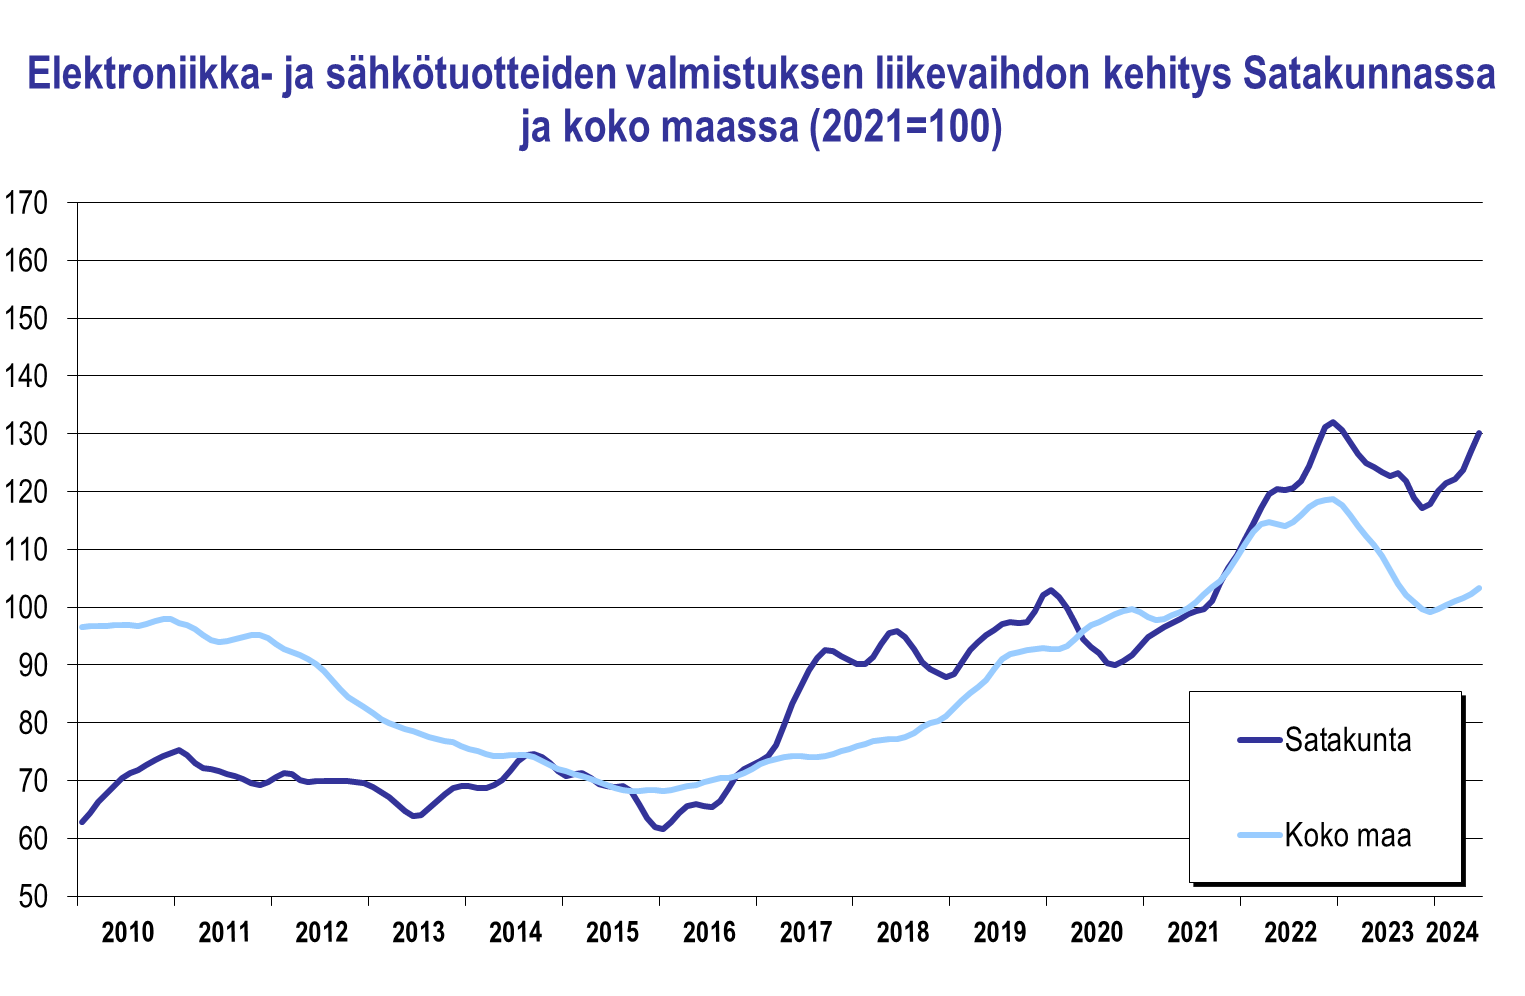 Elektroniikka- ja sähkötuotteiden valmistuksen liikevaihdon kehitys Satakunnassa
ja koko maassa (2021=100)
170
160
150
140
130
120
110
100
90
80
70
60
50
Satakunta
Koko maa
2010 2011 2012 2013 2014 2015 2016 2017 2018 2019 2020 2021 2022 2023 2024